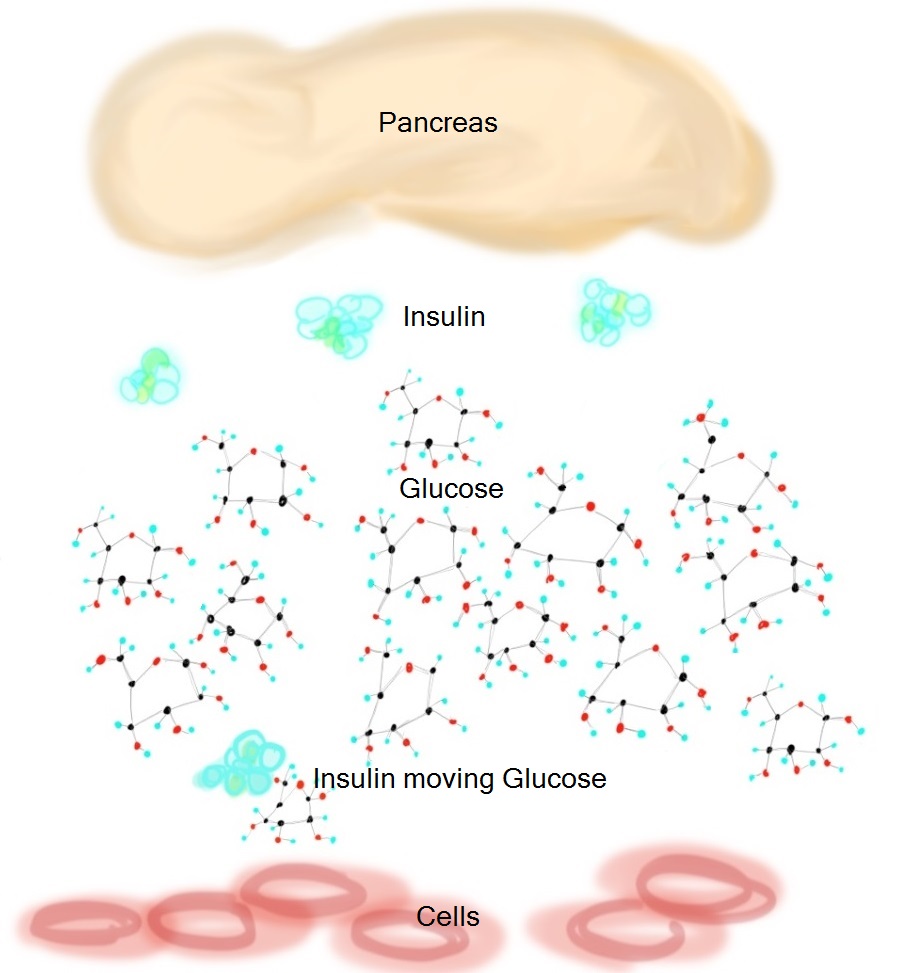 Pancreas
Insulin
Glucose
Insulin moving Glucose
Cells